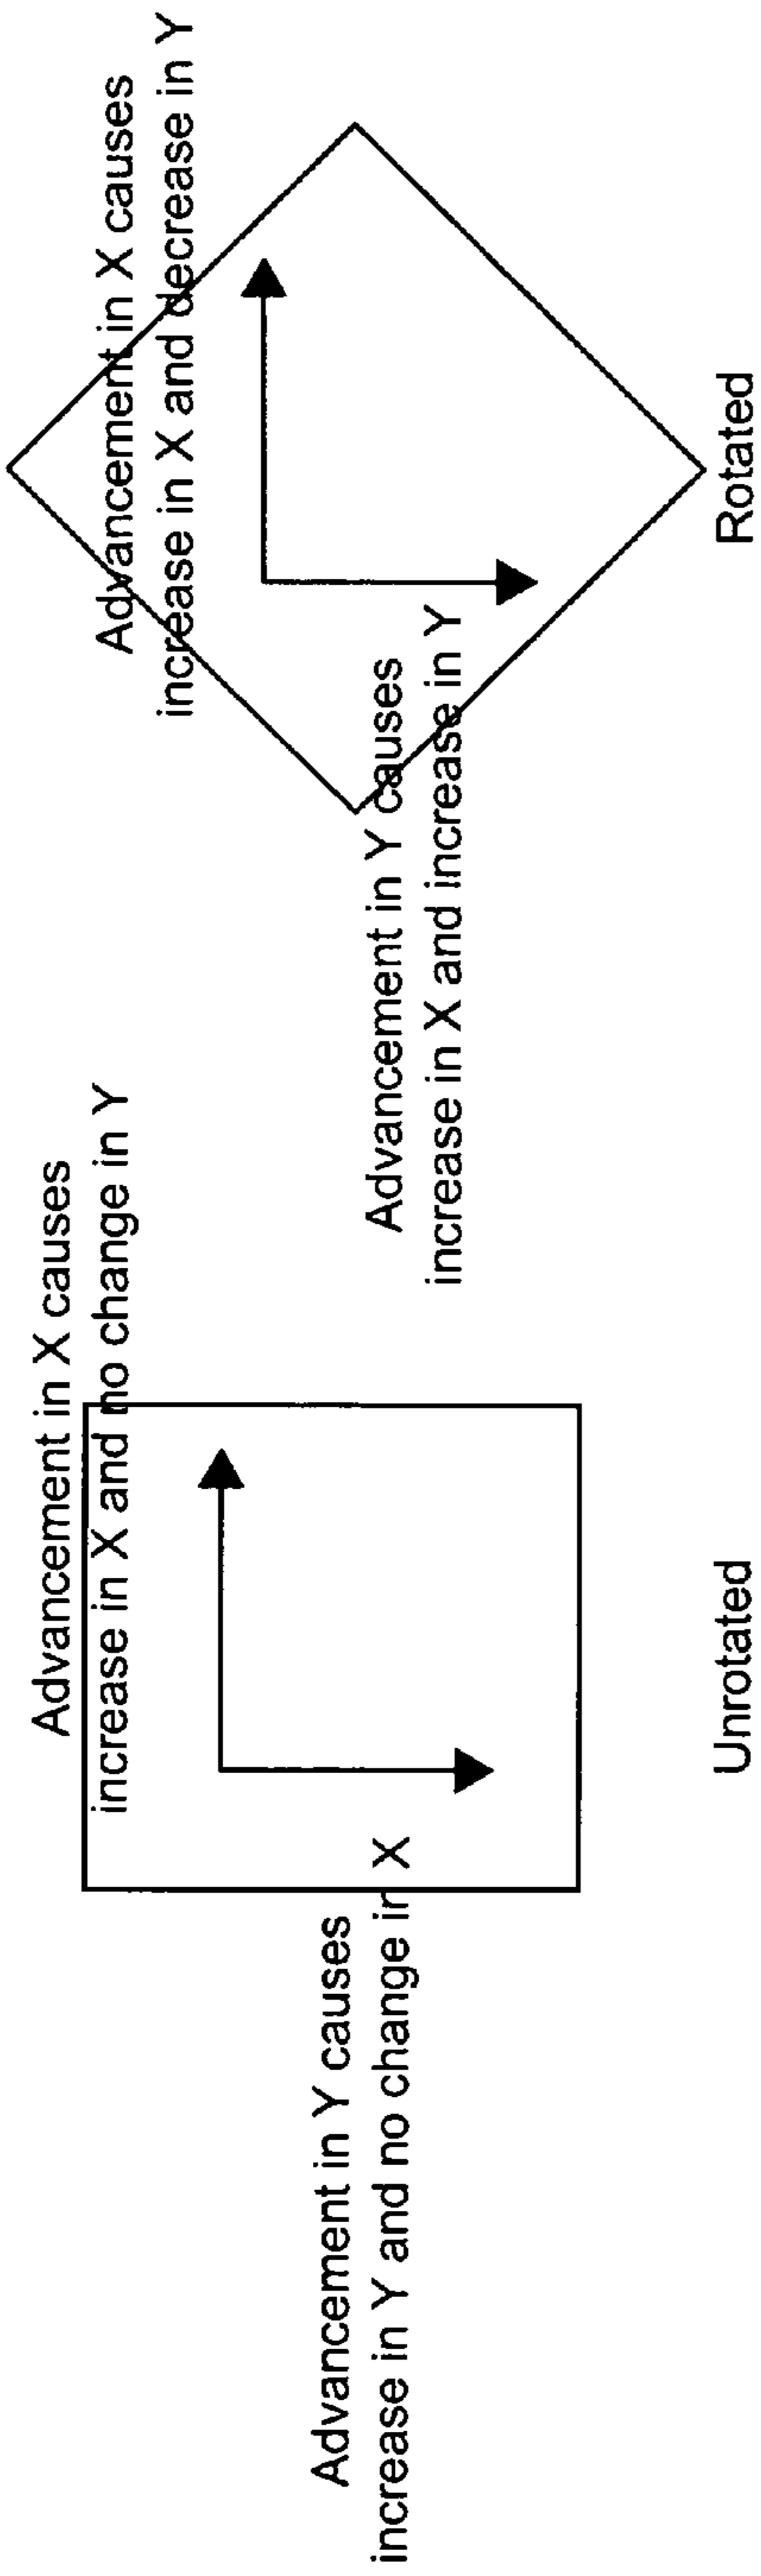 Advancement in X causes
increase in X and no change in Y
Advancement in Y causes
increase in Y and no change in X
Unrotated
Advancement in X causes
increase in X and decrease in Y
Advancement in Y causes
increase in X and increase in Y
Rotated